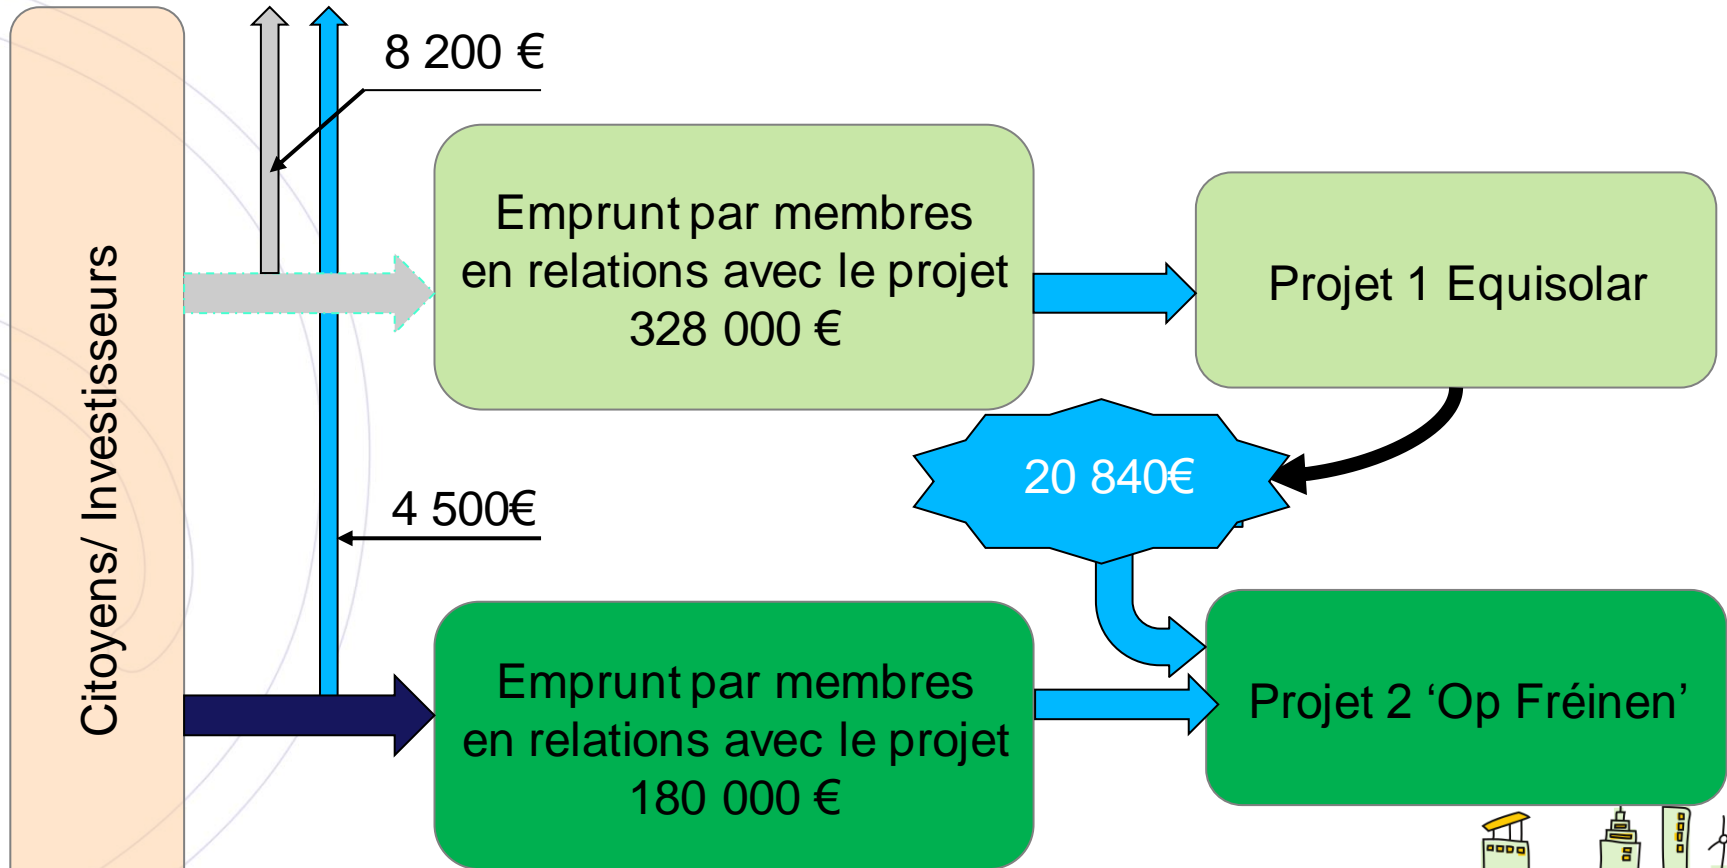 Citoyens/ Investisseurs
8 200 €
Emprunt par membres
en relations avec le projet
328 000 €
Projet 1 Equisolar
20 840€
4 500€
Emprunt par membres
en relations avec le projet
180 000 €
Projet 2 ‘Op Fréinen’